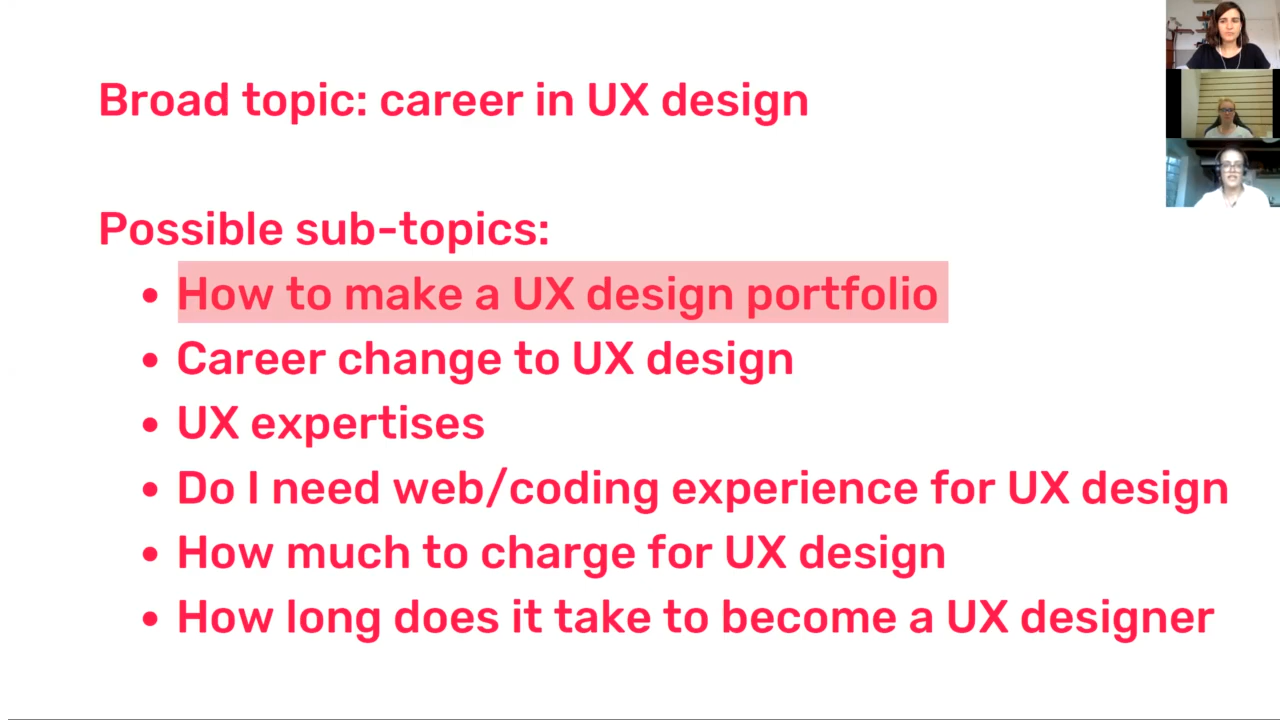 Broad topic: career in UX design
Possible sub-topics:
• How to make a UX design portfolio
• Career change to UX design
• UX expertises
• Do I need web/coding experience for UX design
• How much to charge for UX design
• How long does it take to become a UX designer